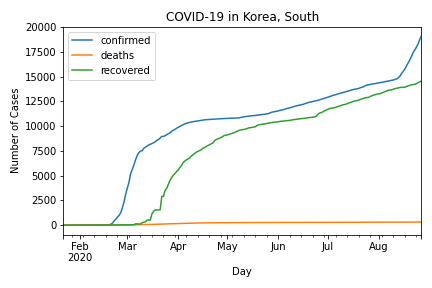 COVID-19 in Korea, South
confirmed
deaths
recovered
Number of Cases
20000
17500
15000
12500
10000
7500
5000
2500
0
Feb Mar Apr May Jun Jul Aug
2020
Day